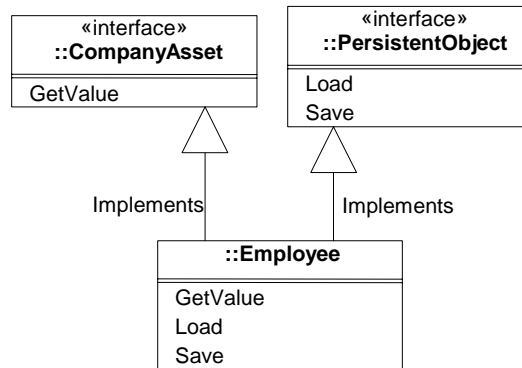 «interface»
::CompanyAsset
GetValue
«interface»
::PersistentObject
Load
Save
Implements
Implements
::Employee
GetValue
Load
Save